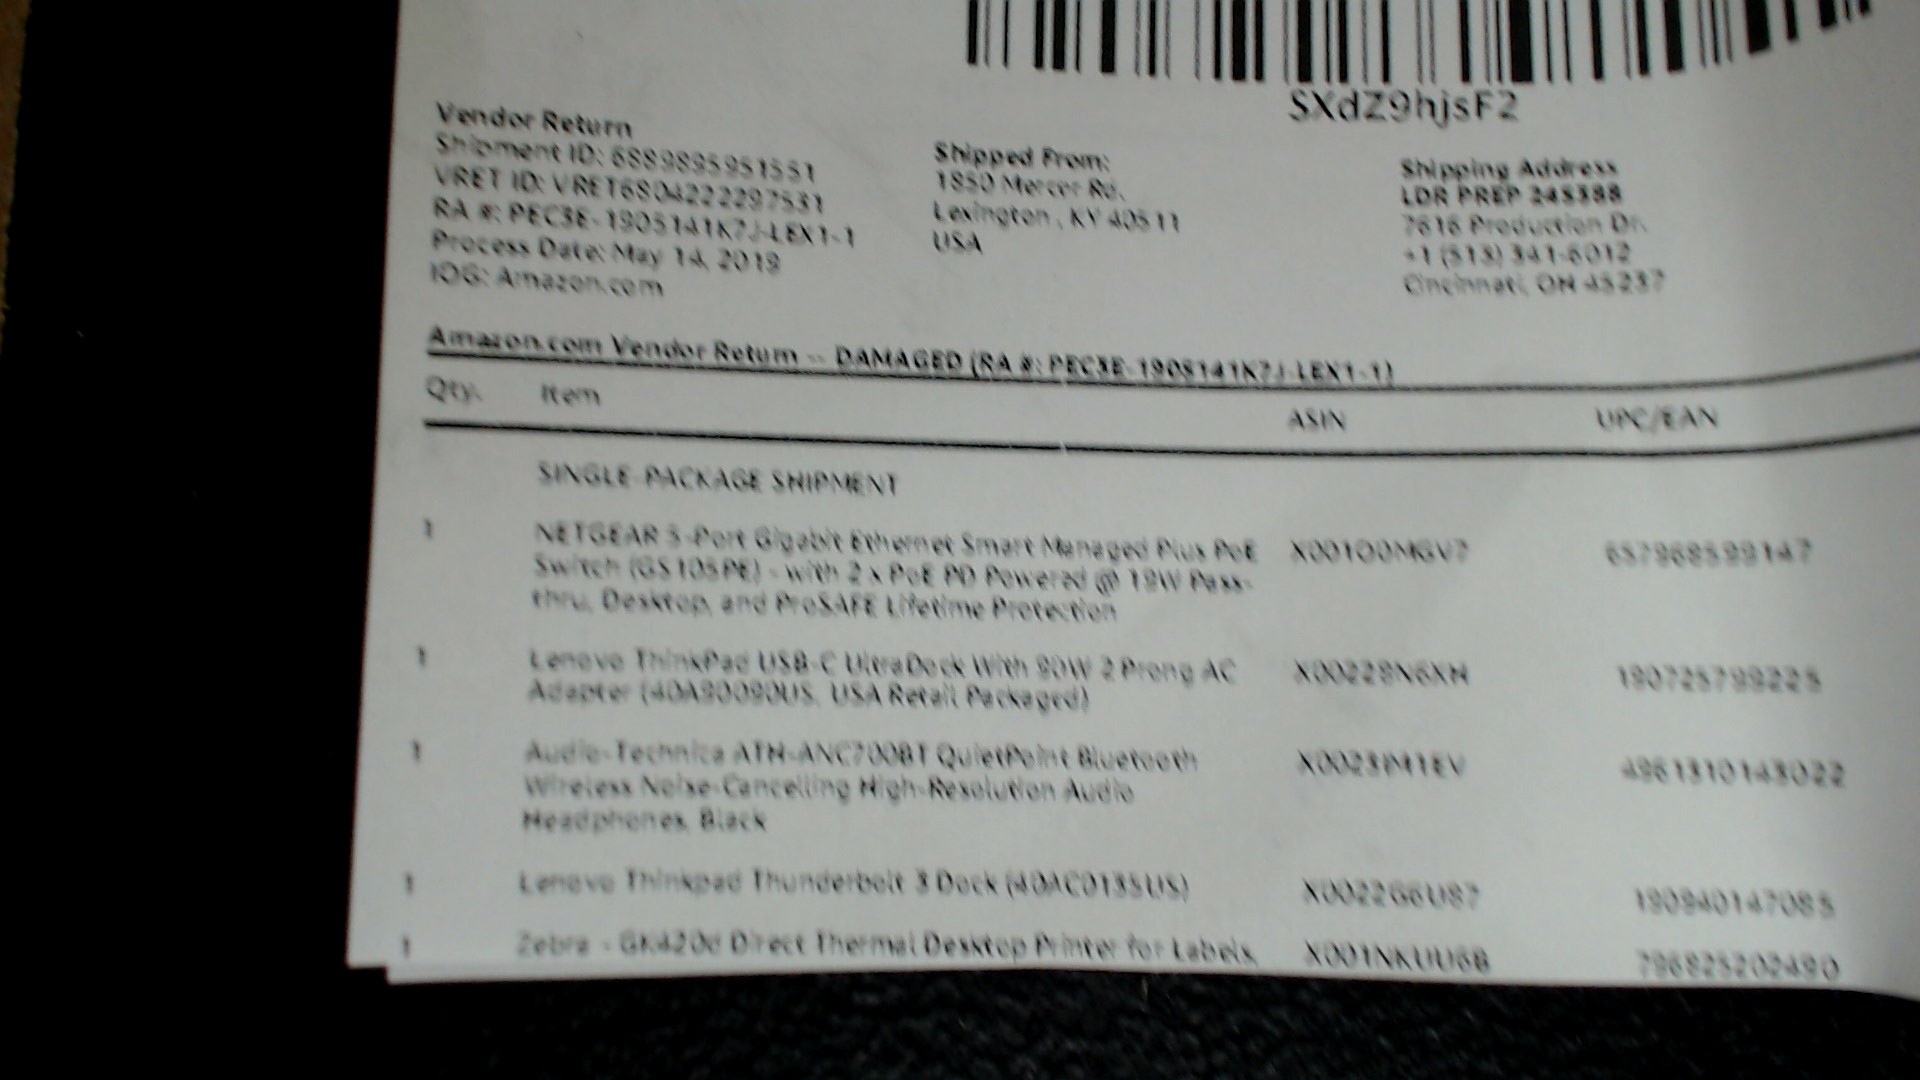 SXdZ9hjsF2
Vendor Return
Shipment ID: 6889895951551
VRET ID: VRET6804222297531
RA #: PEC3E-1905141K7J-LEX1-1
Process Date: May 14, 2019
IOG: Amazon.com
Shipped From:
1850 Mercer Rd.
Lexington , KY 40511
USA
Shipping Address
LDR PREP 245388
7616 Production Dr.
+1 (513) 341-6012
Cincinnati, OH 45237
Amazon.com Vendor Return -- DAMAGED (RA #: PEC3E-1905141K7J-LEX1-1)
Qty. Item ASIN UPC/EAN
SINGLE-PACKAGE SHIPMENT
1 NETGEAR 5-Port Gigabit Ethernet Smart Managed Plus PoE X001O0MGV7
Switch (GS105PE) - with 2 x PoE PD Powered @ 19W Pass-
thru, Desktop, and ProSAFE Lifetime Protection
1 Lenovo ThinkPad USB-C UltraDock With 90W 2 Prong AC X00228N6XH 190725799225
Adapter (40A90090US, USA Retail Packaged)
1 Audio-Technica ATH-ANC700BT QuietPoint Bluetooth 4961310143022
Wireless Noise-Cancelling High-Resolution Audio
Headphones, Black
1 Lenovo Thinkpad Thunderbolt 3 Dock (40AC0135US) X0022G6U87 190940147085
1 Zebra - GK420d Direct Thermal Desktop Printer for Labels, X001NKUU6B